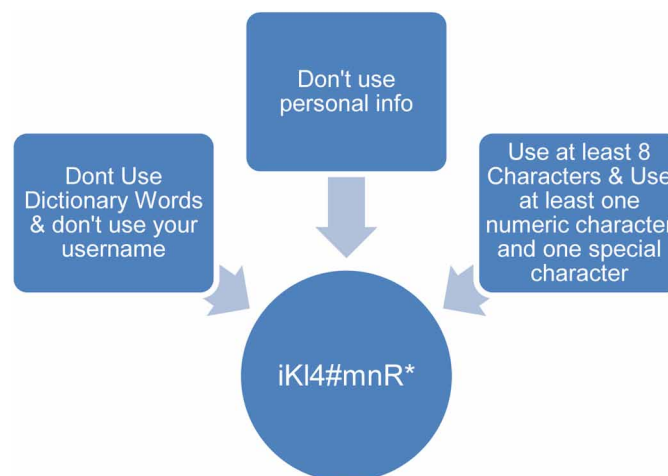 Don't use
personal info
Dont Use
Dictionary Words
& don't use your
username
Use at least 8
Characters & Use
at least one
numeric character
and one special
character
iKl4#mnR*